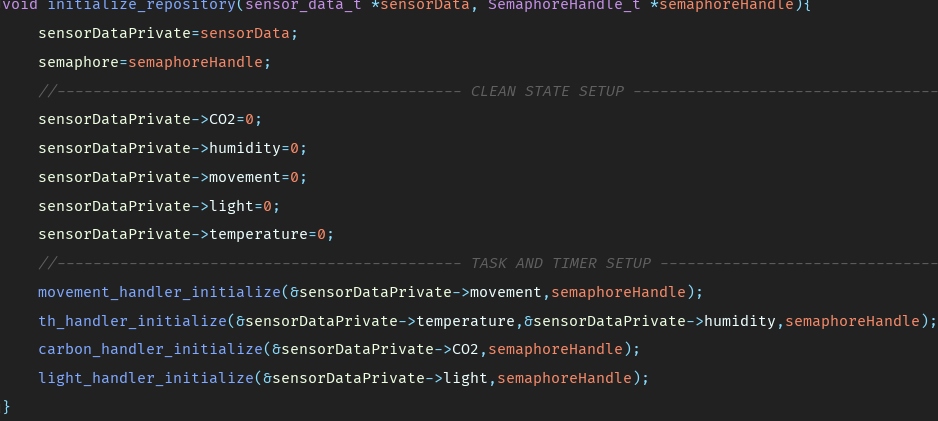 void initialize_repository(sensor_data_t *sensorData, SemaphoreHandle_t *semaphoreHandle){
sensorDataPrivate=sensorData;
semaphore=semaphoreHandle;
//--------------------------------------------- CLEAN STATE SETUP ----------------------------------
sensorDataPrivate->CO2=0;
sensorDataPrivate->humidity=0;
sensorDataPrivate->movement=0;
sensorDataPrivate->light=0;
sensorDataPrivate->temperature=0;
//--------------------------------------------- TASK AND TIMER SETUP -------------------------------
movement_handler_initialize(&sensorDataPrivate->movement,semaphoreHandle);
th_handler_initialize(&sensorDataPrivate->temperature,&sensorDataPrivate->humidity,semaphoreHandle);
carbon_handler_initialize(&sensorDataPrivate->CO2,semaphoreHandle);
light_handler_initialize(&sensorDataPrivate->light,semaphoreHandle);
}